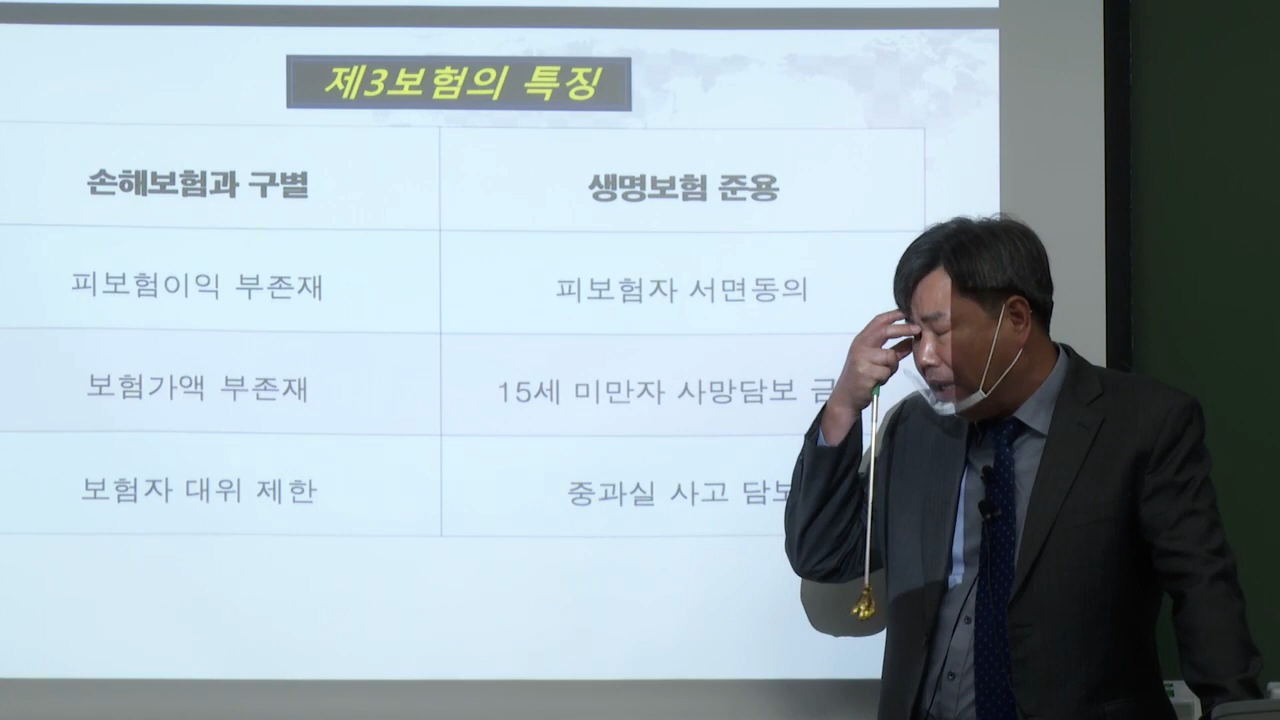 제3보험의 특징
손해보험과 구별 생명보험 준용
피보험이익 부존재 피보험자 서면동의
보험가액 부존재 15세 미만자 사망담보
보험자 대위 제한 중과실 사고